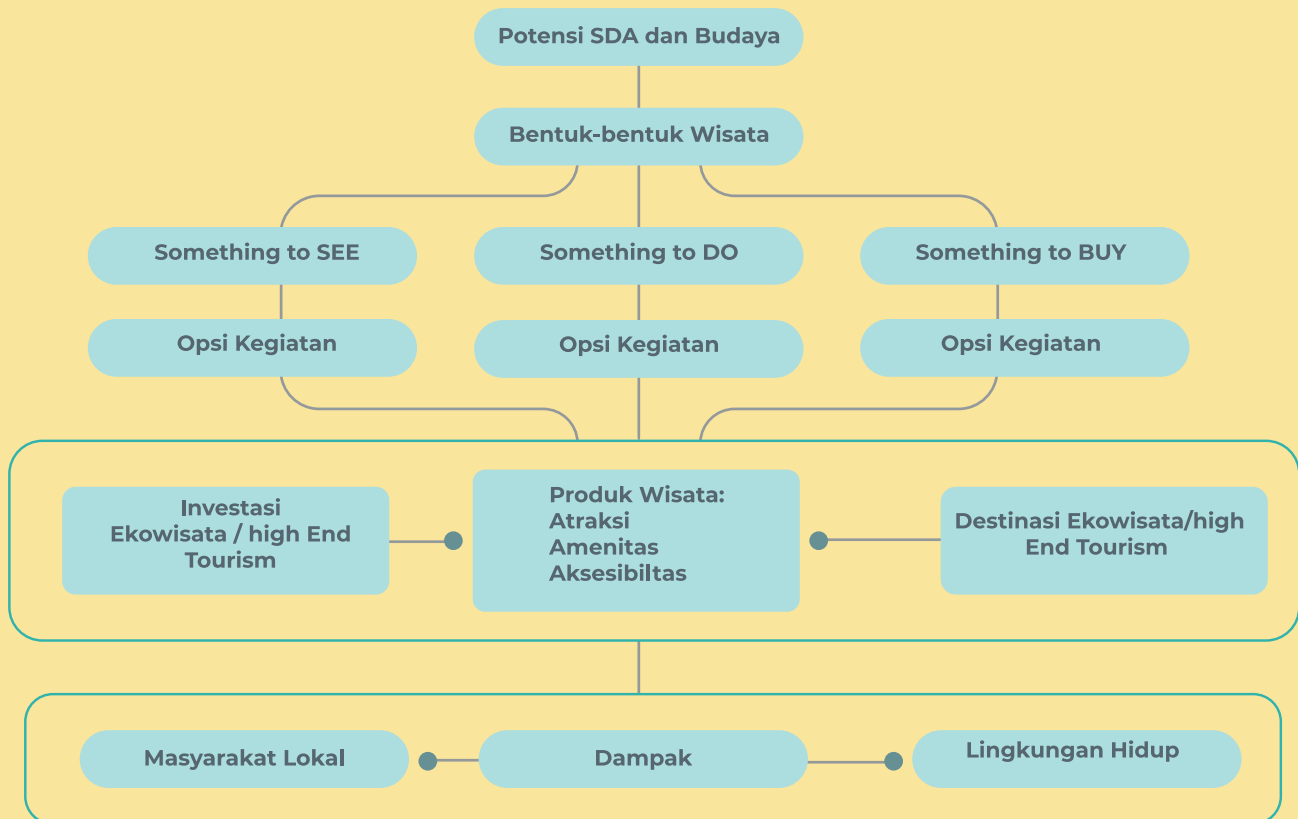 Potensi SDA dan Budaya
Bentuk-bentuk Wisata
Something to SEE
Something to DO
Something to BUY
Opsi Kegiatan
Opsi Kegiatan
Opsi Kegiatan
Investasi
Ekowisata / high End
Tourism
Produk Wisata:
Atraksi
Amenitas
Aksesibiltas
Destinasi Ekowisata/high
End Tourism
Masyarakat Lokal
Dampak
Lingkungan Hidup